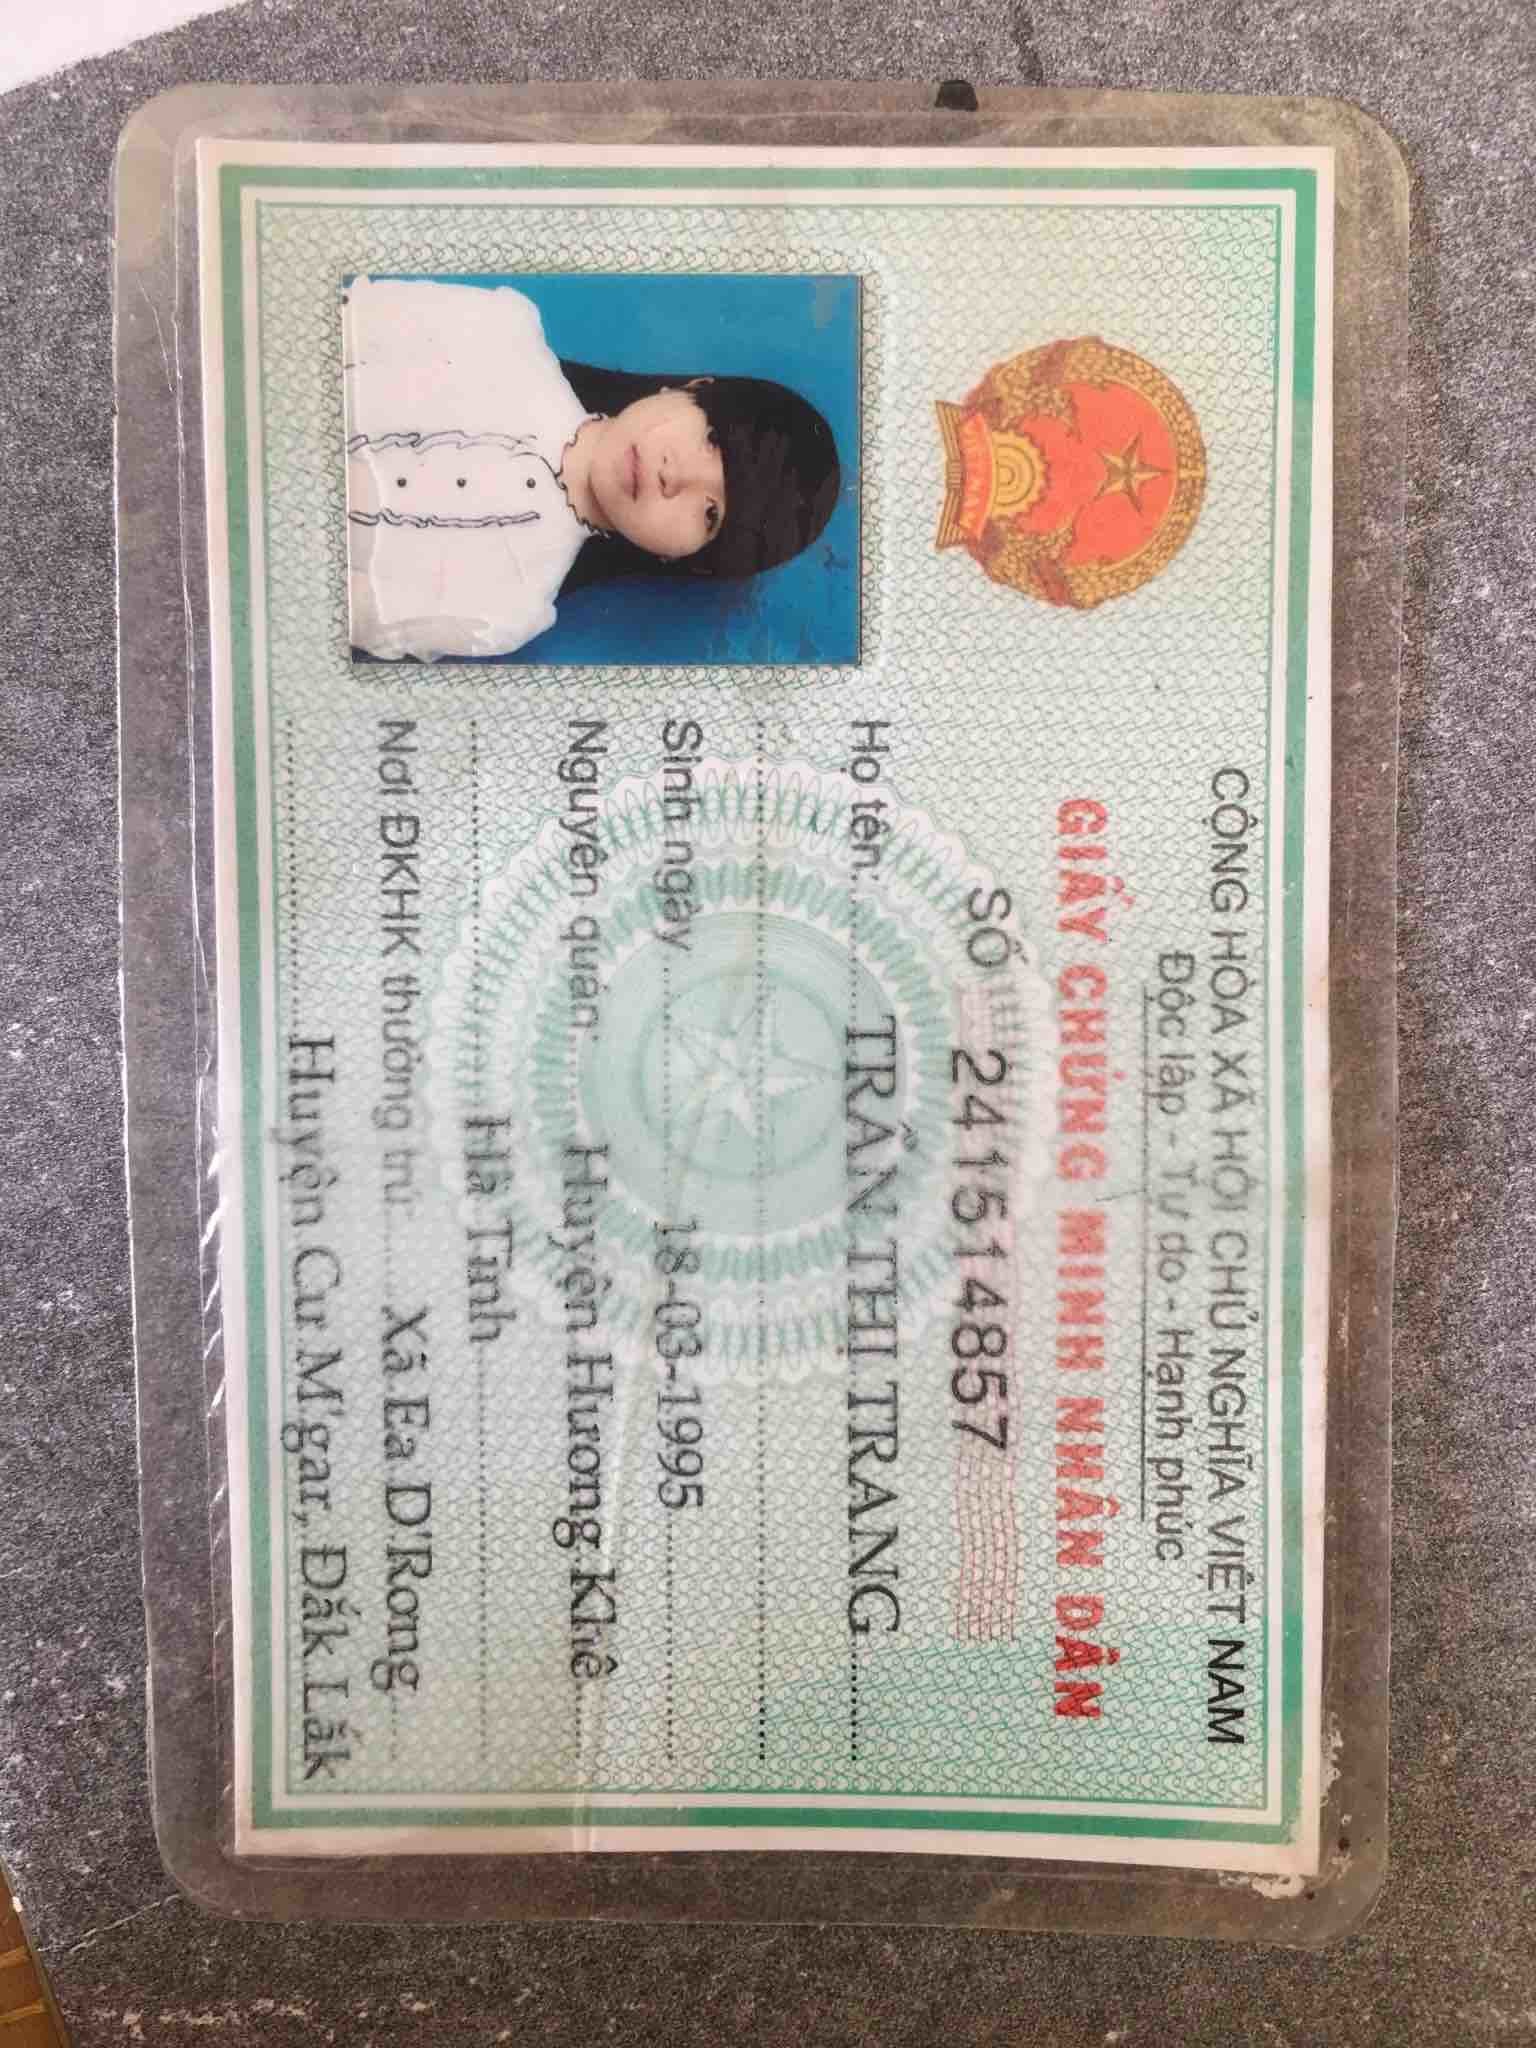 CỘNG HÒA XÃ HỘI CHỦ NGHĨA VIỆT NAM
Độc lập - Tự do - Hạnh phúc
GIẤY CHỨNG MINH NHÂN DÂN
SỐ 241514857
Họ tên: TRẦN THỊ TRANG
Sinh ngày 18-03-1995
Nguyên quán: Huyện Hương Khê
Hà Tĩnh
Nơi ĐKHK thường trú: Xã Ea D'Rong
Huyện Cư M'gar, Đắk Lắk
VIỆT NAM